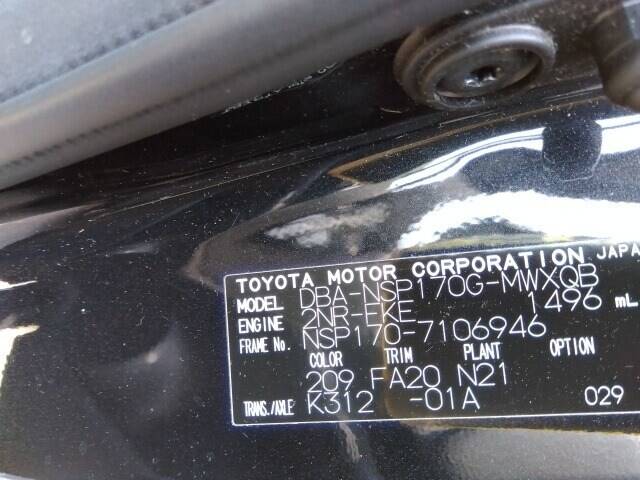 TOYOTA MOTOR CORPORATION JAPA
MODEL DBA-NSP170G-MWXQB
ENGINE 2NR-FKE 1496 mL
FRAME No. NSP170-7106946
COLOR TRIM PLANT OPTION
209 FA20 N21
TRANS./AXLE K312 -01A 029